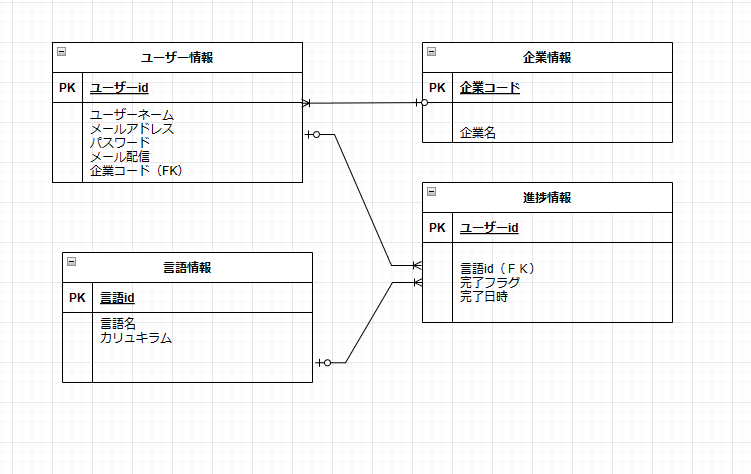 ユーザー情報
PK ユーザーid
ユーザーネーム
メールアドレス
パスワード
メール配信
企業コード（FK）
企業情報
PK 企業コード
企業名
進捗情報
PK ユーザーid
言語id（ＦＫ）
完了フラグ
完了日時
言語情報
PK 言語id
言語名
カリュキラム